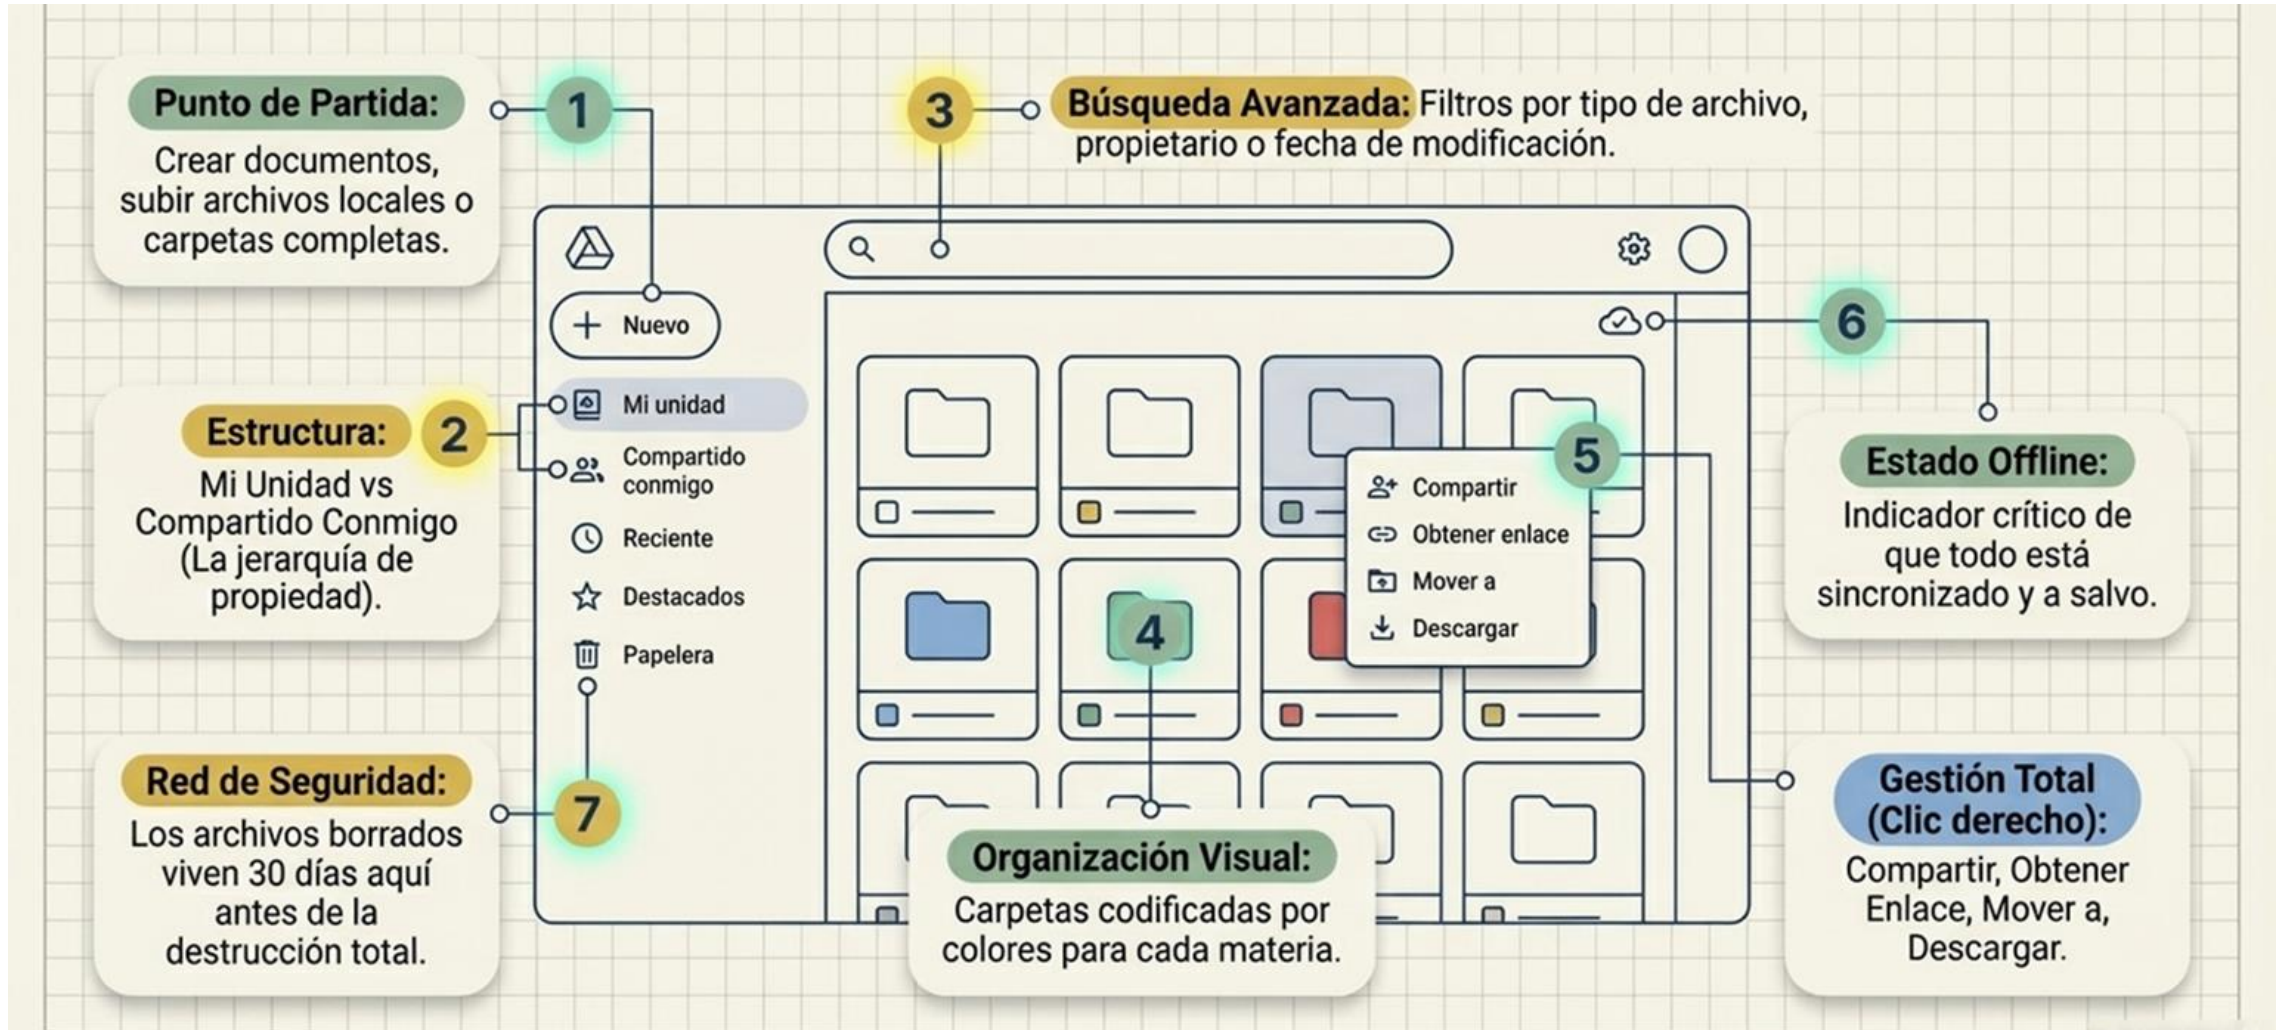 Punto de Partida:
Crear documentos,
subir archivos locales o
carpetas completas.
1
3
Búsqueda Avanzada: Filtros por tipo de archivo,
propietario o fecha de modificación.
Nuevo
Mi unidad
Compartido
conmigo
Reciente
Destacados
Papelera
Estructura:
2
Mi Unidad vs
Compartido Conmigo
(La jerarquía de
propiedad).
5
Compartir
Obtener enlace
Mover a
Descargar
4
6
Estado Offline:
Indicador crítico de
que todo está
sincronizado y a salvo.
Red de Seguridad:
Los archivos borrados
viven 30 días aquí
antes de la
destrucción total.
7
Organización Visual:
Carpetas codificadas por
colores para cada materia.
Gestión Total
(Clic derecho):
Compartir, Obtener
Enlace, Mover a,
Descargar.